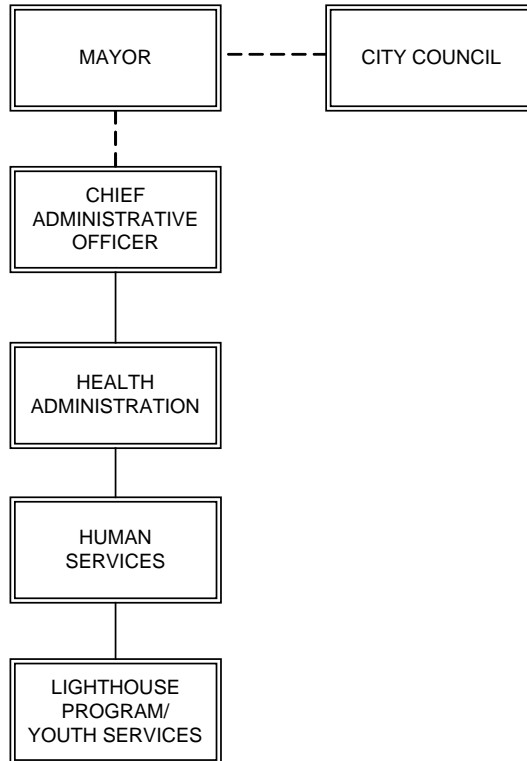 MAYOR
CITY COUNCIL
CHIEF
ADMINISTRATIVE
OFFICER
HEALTH
ADMINISTRATION
HUMAN
SERVICES
LIGHTHOUSE
PROGRAM/
YOUTH SERVICES